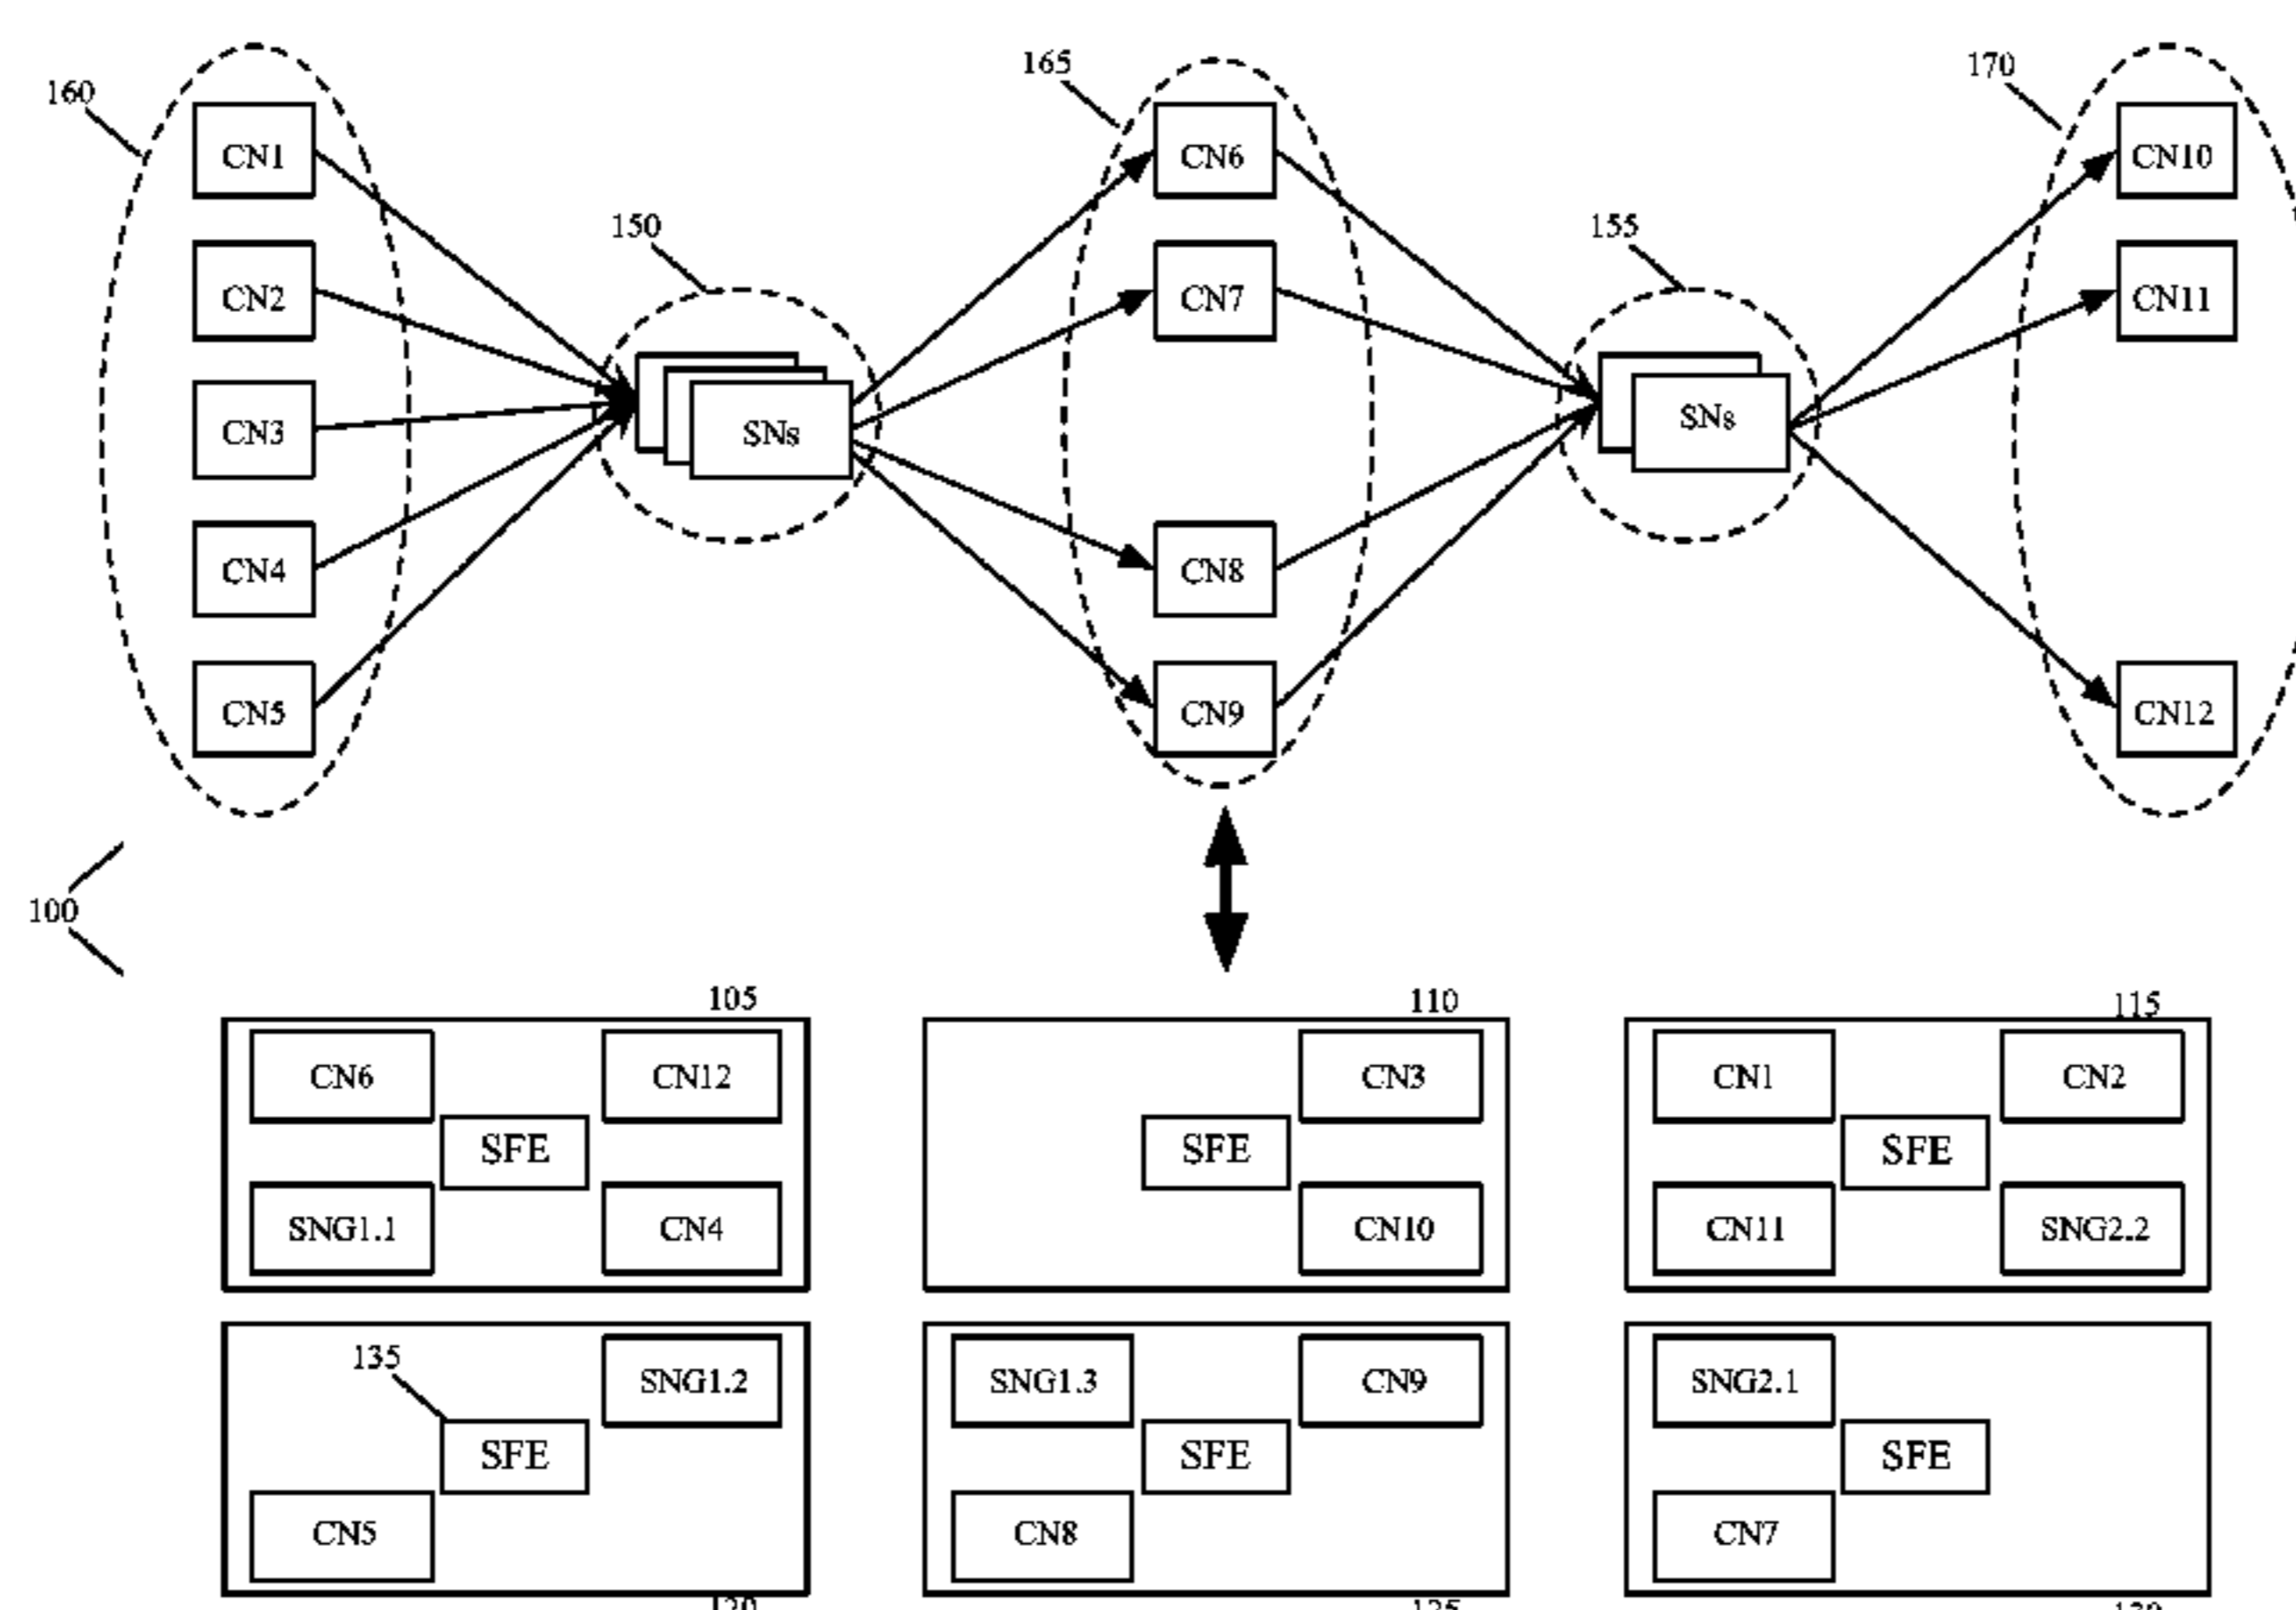 160
165
170
CN1
CN6
CN10
150
155
CN2
CN7
CN11
CN3
SNs
SNs
CN4
CN8
CN5
CN9
CN12
100
105
110
115
CN6
CN12
CN3
CN1
CN2
SFE
SFE
SFE
SNG1.1
CN4
CN10
CN11
SNG2.2
135
SNG1.2
SNG1.3
CN9
SNG2.1
SFE
SFE
SFE
CN5
CN8
CN7